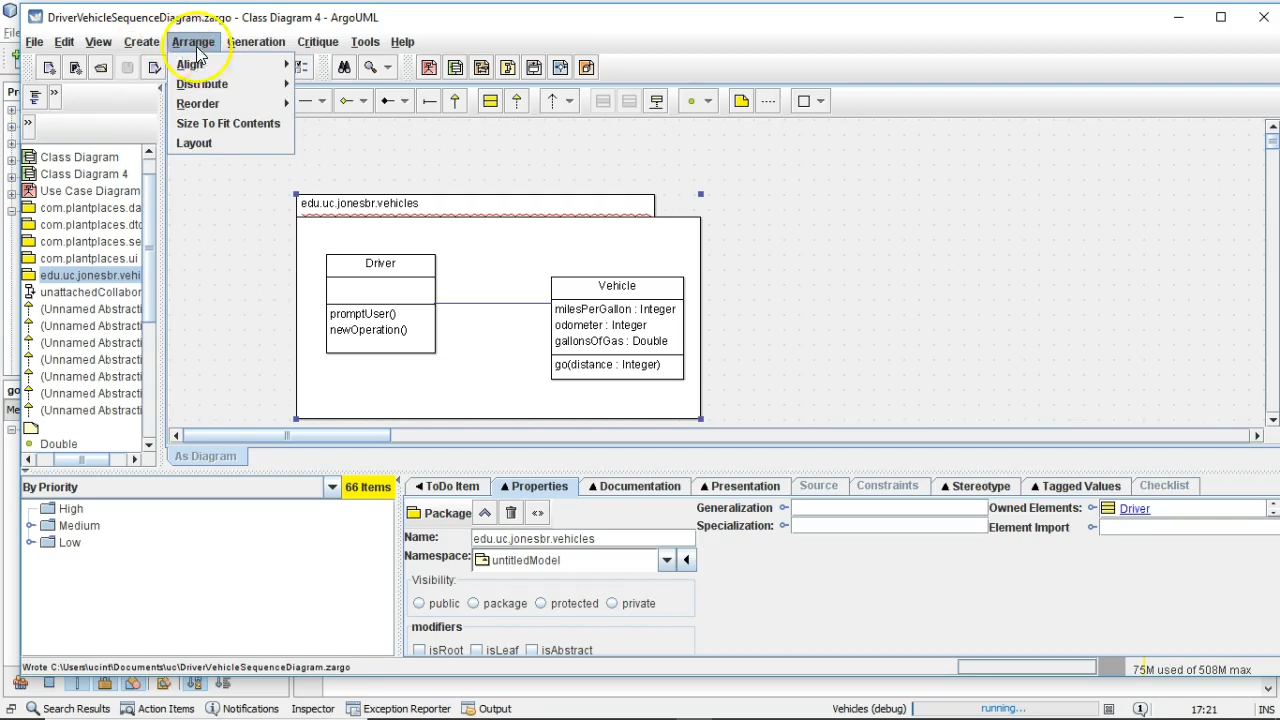 DriverVehicleSequenceDiagram.zargo - Class Diagram 4 - ArgoUML
File Edit View Create Arrange Generation Critique Tools Help
Align
Distribute
Reorder
Size To Fit Contents
Layout
Class Diagram
Class Diagram 4
Use Case Diagram
com.plantplaces.da
com.plantplaces.dto
com.plantplaces.se
com.plantplaces.ui
edu.uc.jonesbr.vehi
unattachedCollabor
(Unnamed Abstracti
(Unnamed Abstracti
(Unnamed Abstracti
(Unnamed Abstracti
(Unnamed Abstracti
(Unnamed Abstracti
(Unnamed Abstracti
Double
edu.uc.jonesbr.vehicles
Driver
promptUser()
newOperation()
Vehicle
milesPerGallon : Integer
odometer : Integer
gallonsOfGas : Double
go(distance : Integer)
As Diagram
By Priority
66 Items
High
Medium
Low
ToDo Item Properties Documentation Presentation Source Constraints Stereotype Tagged Values Checklist
Package
Name: edu.uc.jonesbr.vehicles
Namespace: untitledModel
Visibility:
public package protected private
modifiers
isRoot isLeaf isAbstract
Generalization
Specialization:
Owned Elements: Driver
Element Import
Wrote C:\Users\ucint\Documents\uc\DriverVehicleSequenceDiagram.zargo
75M used of 508M max
Search Results Action Items Notifications Inspector Exception Reporter Output Vehicles (debug) running... 17:21 INS